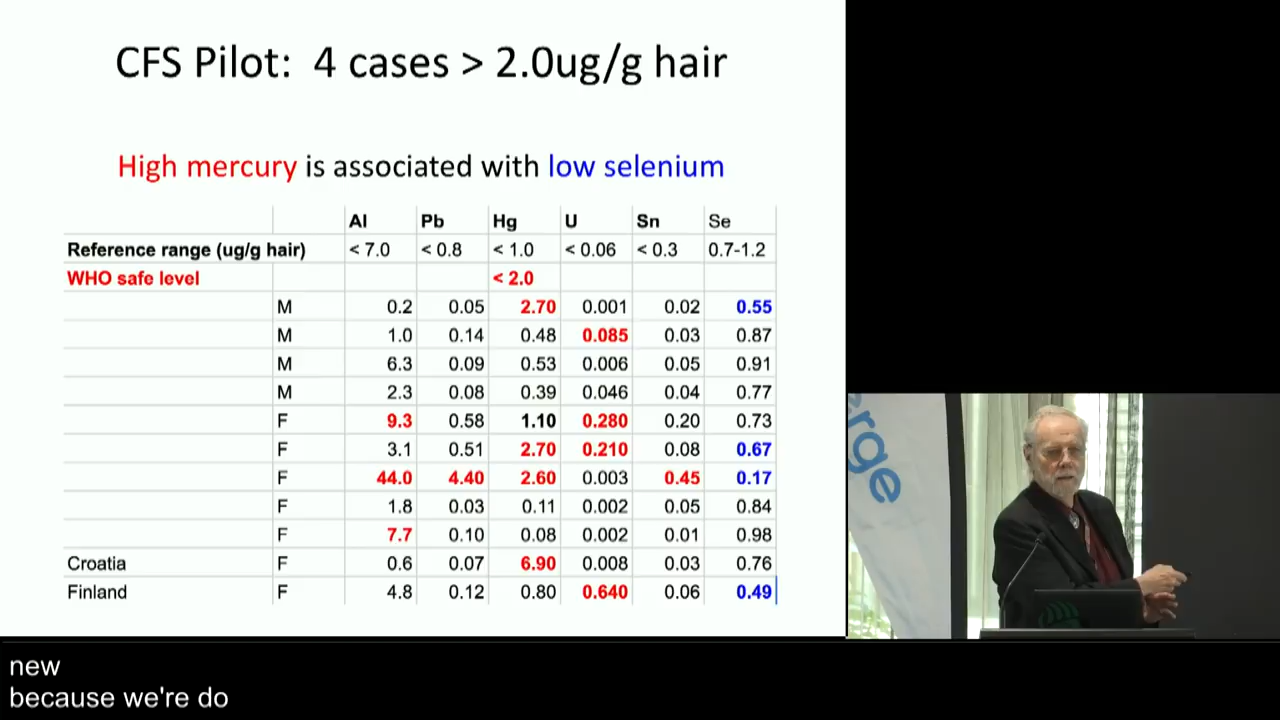 CFS Pilot: 4 cases > 2.0ug/g hair
High mercury is associated with low selenium
Al Pb Hg U Sn Se
Reference range (ug/g hair) < 7.0 < 0.8 < 1.0 < 0.06 < 0.3 0.7-1.2
WHO safe level < 2.0
M 0.2 0.05 2.70 0.001 0.02 0.55
M 1.0 0.14 0.48 0.085 0.03 0.87
M 6.3 0.09 0.53 0.006 0.05 0.91
M 2.3 0.08 0.39 0.046 0.04 0.77
F 9.3 0.58 1.10 0.280 0.20 0.73
F 3.1 0.51 2.70 0.210 0.08 0.67
F 44.0 4.40 2.60 0.003 0.45 0.17
F 1.8 0.03 0.11 0.002 0.05 0.84
F 7.7 0.10 0.08 0.002 0.01 0.98
Croatia F 0.6 0.07 6.90 0.008 0.03 0.76
Finland F 4.8 0.12 0.80 0.640 0.06 0.49
erge
new
because we're do